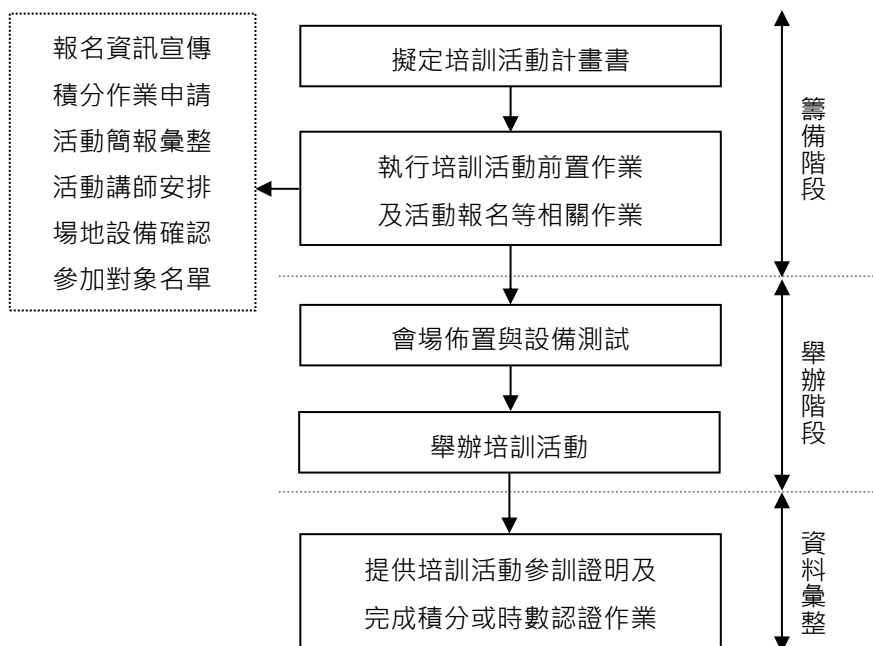 報名資訊宣傳
積分作業申請
活動簡報彙整
活動講師安排
場地設備確認
參加對象名單
擬定培訓活動計畫書
執行培訓活動前置作業
及活動報名等相關作業
籌備階段
會場佈置與設備測試
舉辦培訓活動
舉辦階段
提供培訓活動參訓證明及
完成積分或時數認證作業
資料彙整